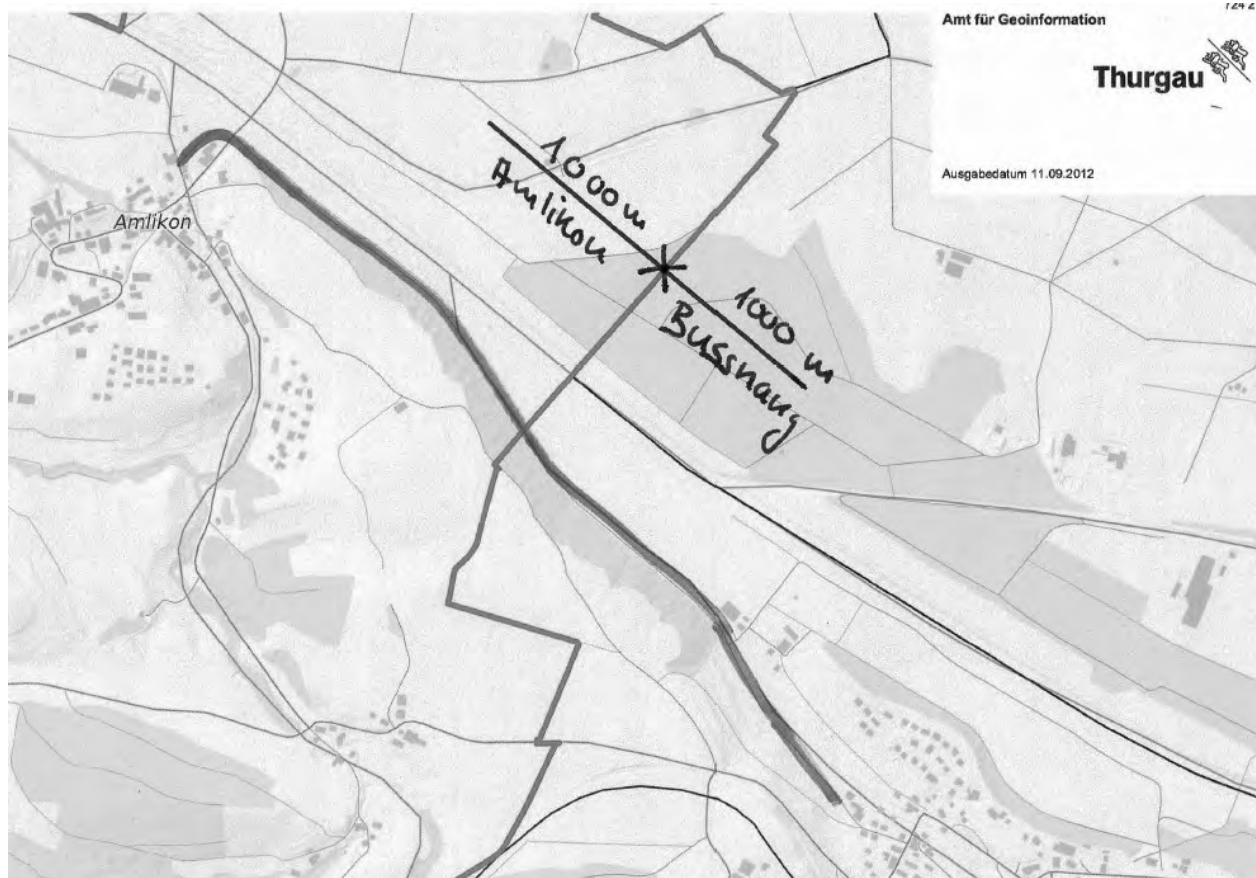 Amt für Geoinformation
Thurgau
Ausgabedatum 11.09.2012
1000 m
Amlikon
Amlikon
1000 m
Bussnang